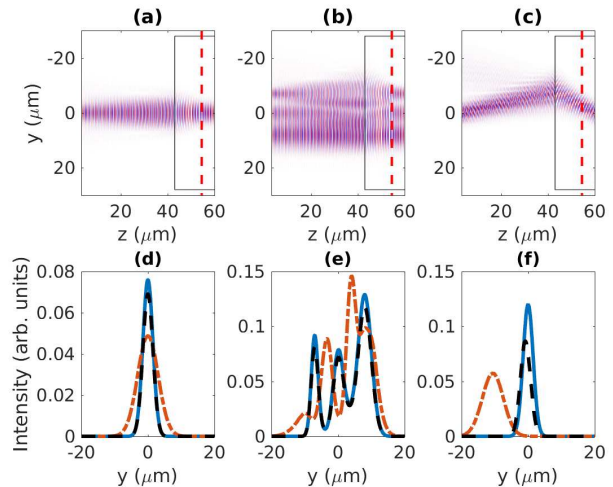 (a) (b) (c)
-20 -20 -20
0 0 0
20 20 20
y (μm)
20 40 60 20 40 60 20 40 60
z (μm) z (μm) z (μm)
(d) (e) (f)
0.08 0.15 0.15
0.06
0.1 0.1
0.04
0.05 0.05
0.02
0 0 0
Intensity (arb. units)
-20 0 20 -20 0 20 -20 0 20
y (μm) y (μm) y (μm)